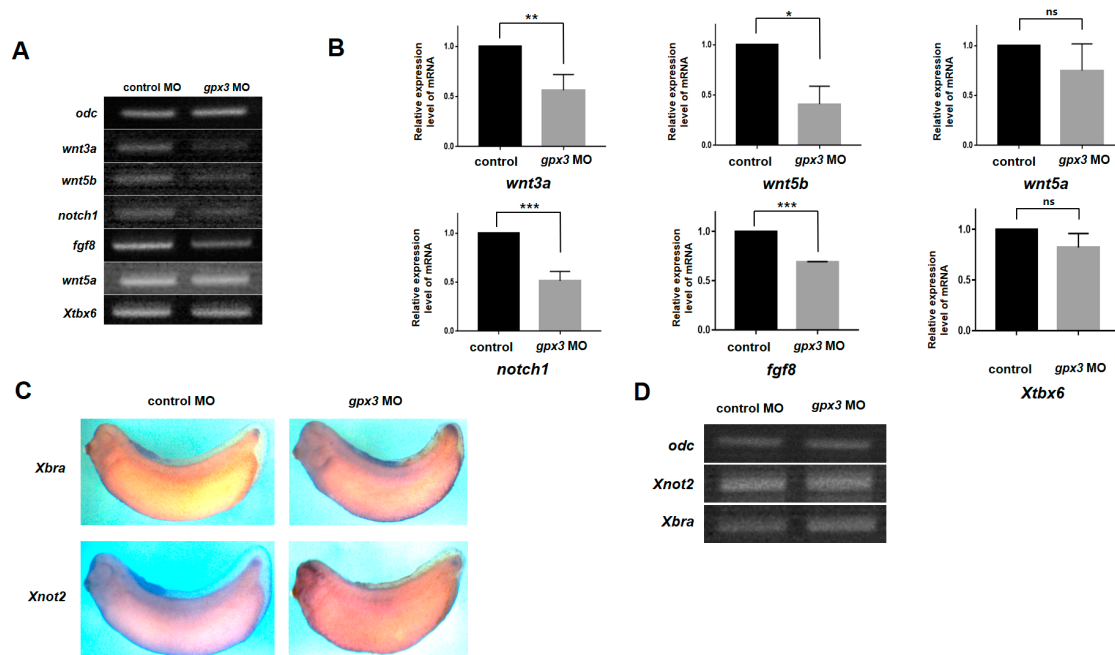 A
control MO gpx3 MO
odc
wnt3a
wnt5b
notch1
fgf8
wnt5a
Xtbx6
B
Relative expression
level of mRNA
1.0
0.5
0.0
**
control gpx3 MO
wnt3a
Relative expression
level of mRNA
1.0
0.5
0.0
*
control gpx3 MO
wnt5b
Relative expression
level of mRNA
1.0
0.5
0.0
ns
control gpx3 MO
wnt5a
Relative expression
level of mRNA
1.0
0.5
0.0
***
control gpx3 MO
notch1
Relative expression
level of mRNA
1.0
0.5
0.0
***
control gpx3 MO
fgf8
Relative expression
level of mRNA
1.0
0.5
0.0
ns
control gpx3 MO
Xtbx6
C
control MO gpx3 MO
Xbra
Xnot2
D
control MO gpx3 MO
odc
Xnot2
Xbra